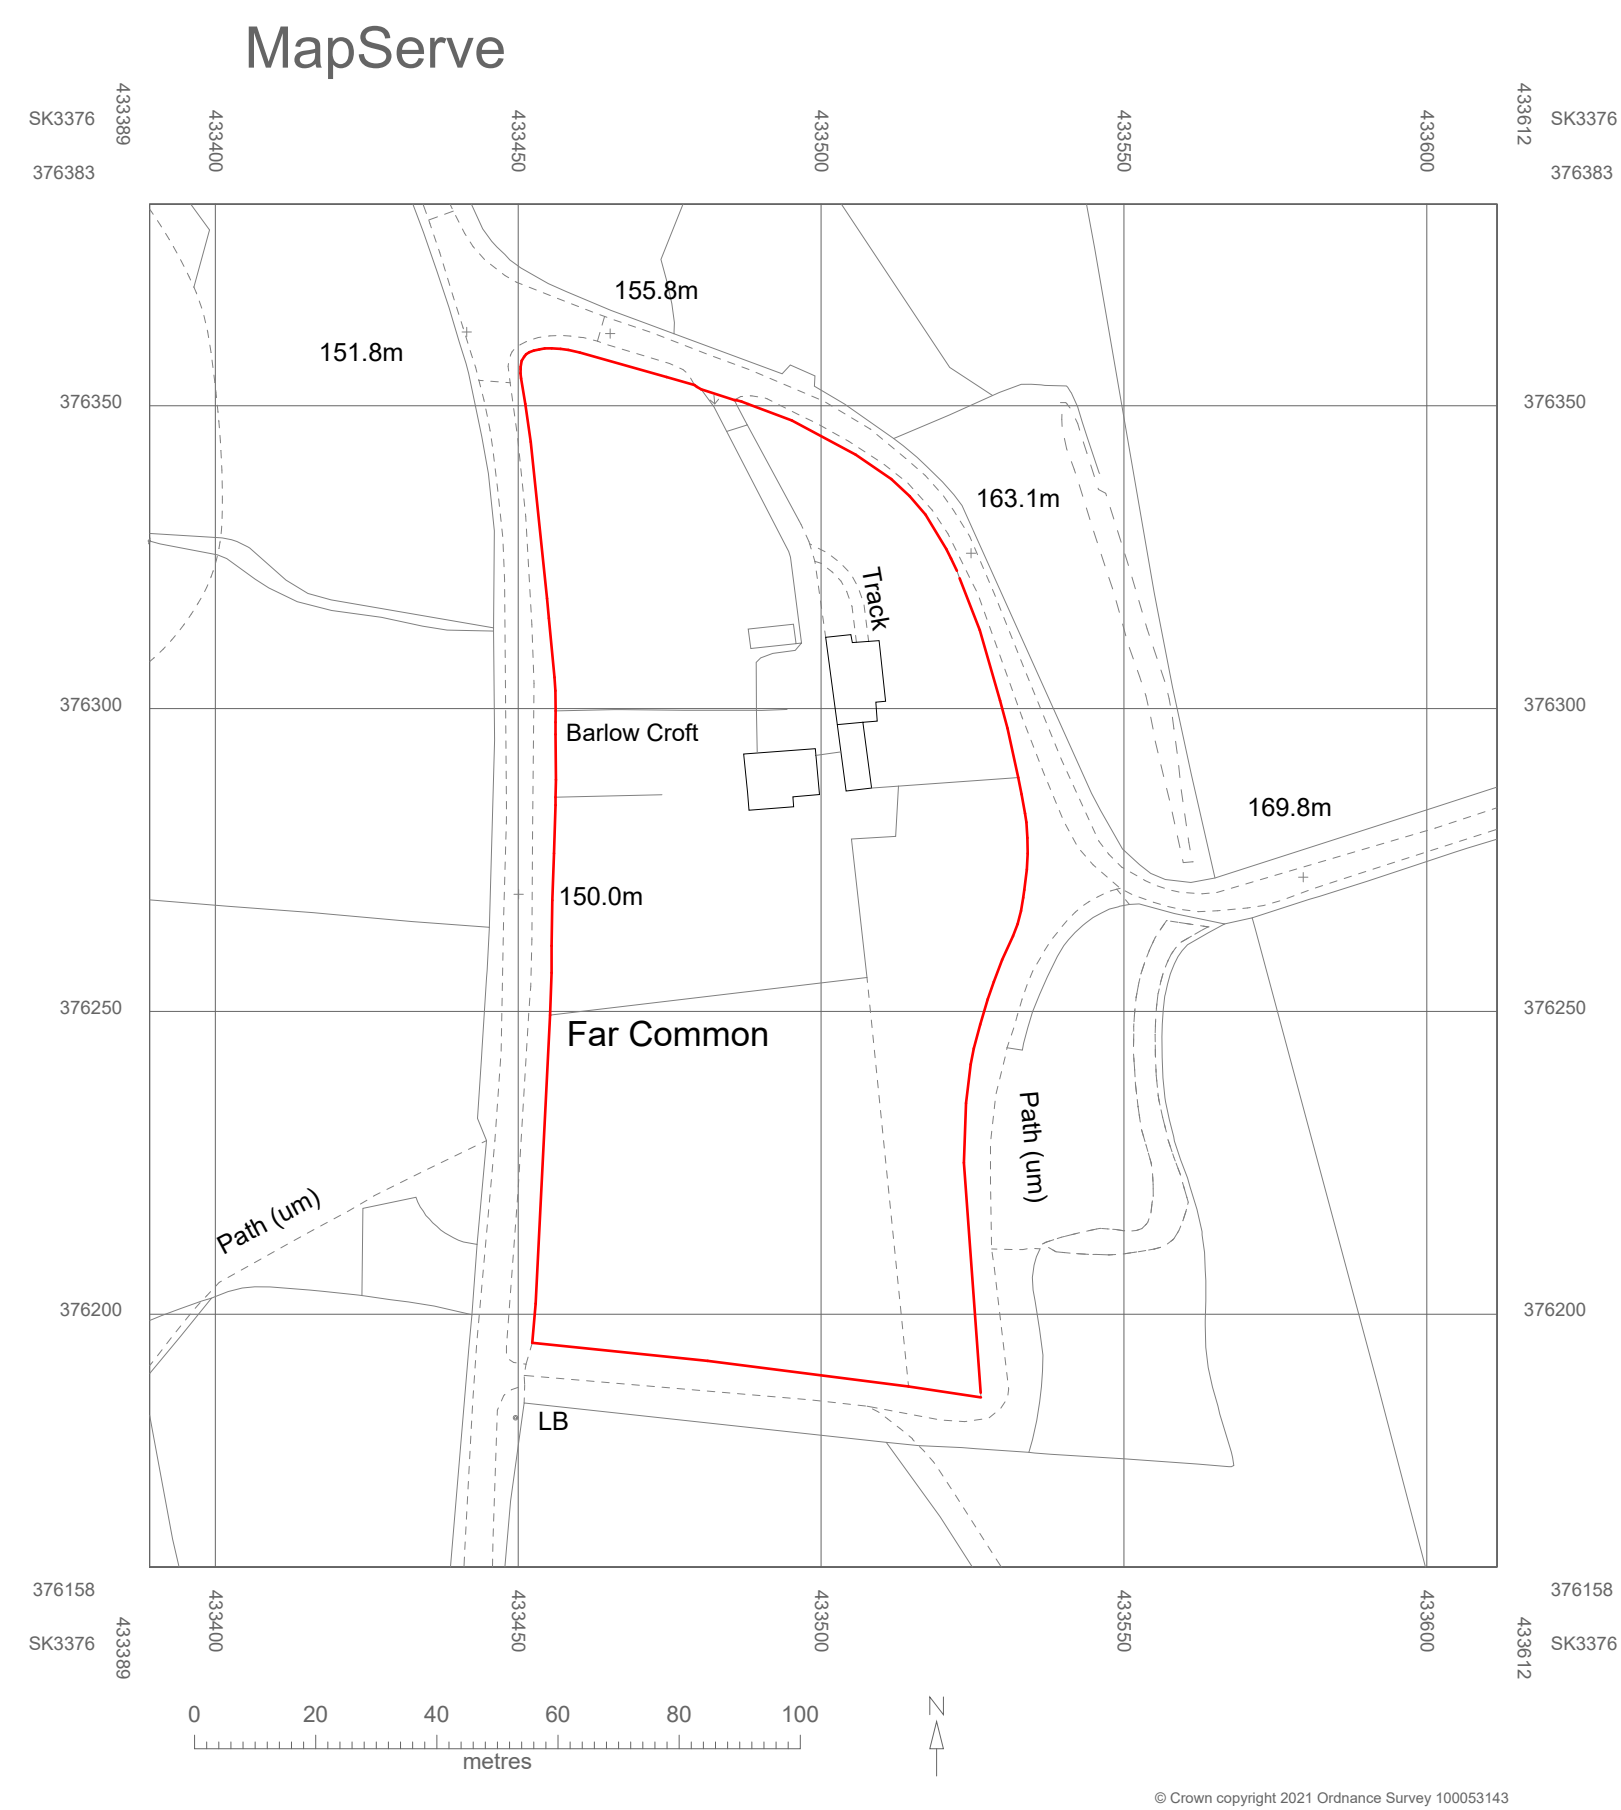 MapServe
433389
433612
SK3376
433400
433450
433500
433550
433600
SK3376
376383
376383
155.8m
151.8m
376350
376350
163.1m
Track
376300
376300
Barlow Croft
169.8m
150.0m
376250
376250
Far Common
Path (um)
Path (um)
376200
376200
LB
376158
376158
433400
433450
433500
433550
433600
SK3376
433389
433612
SK3376
0 20 40 60 80 100
metres
N
© Crown copyright 2021 Ordnance Survey 100053143